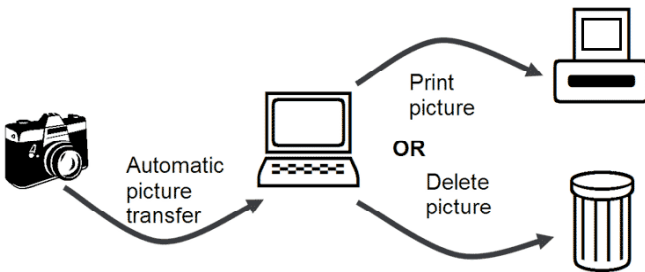 Automatic
picture
transfer
Print
picture
OR
Delete
picture